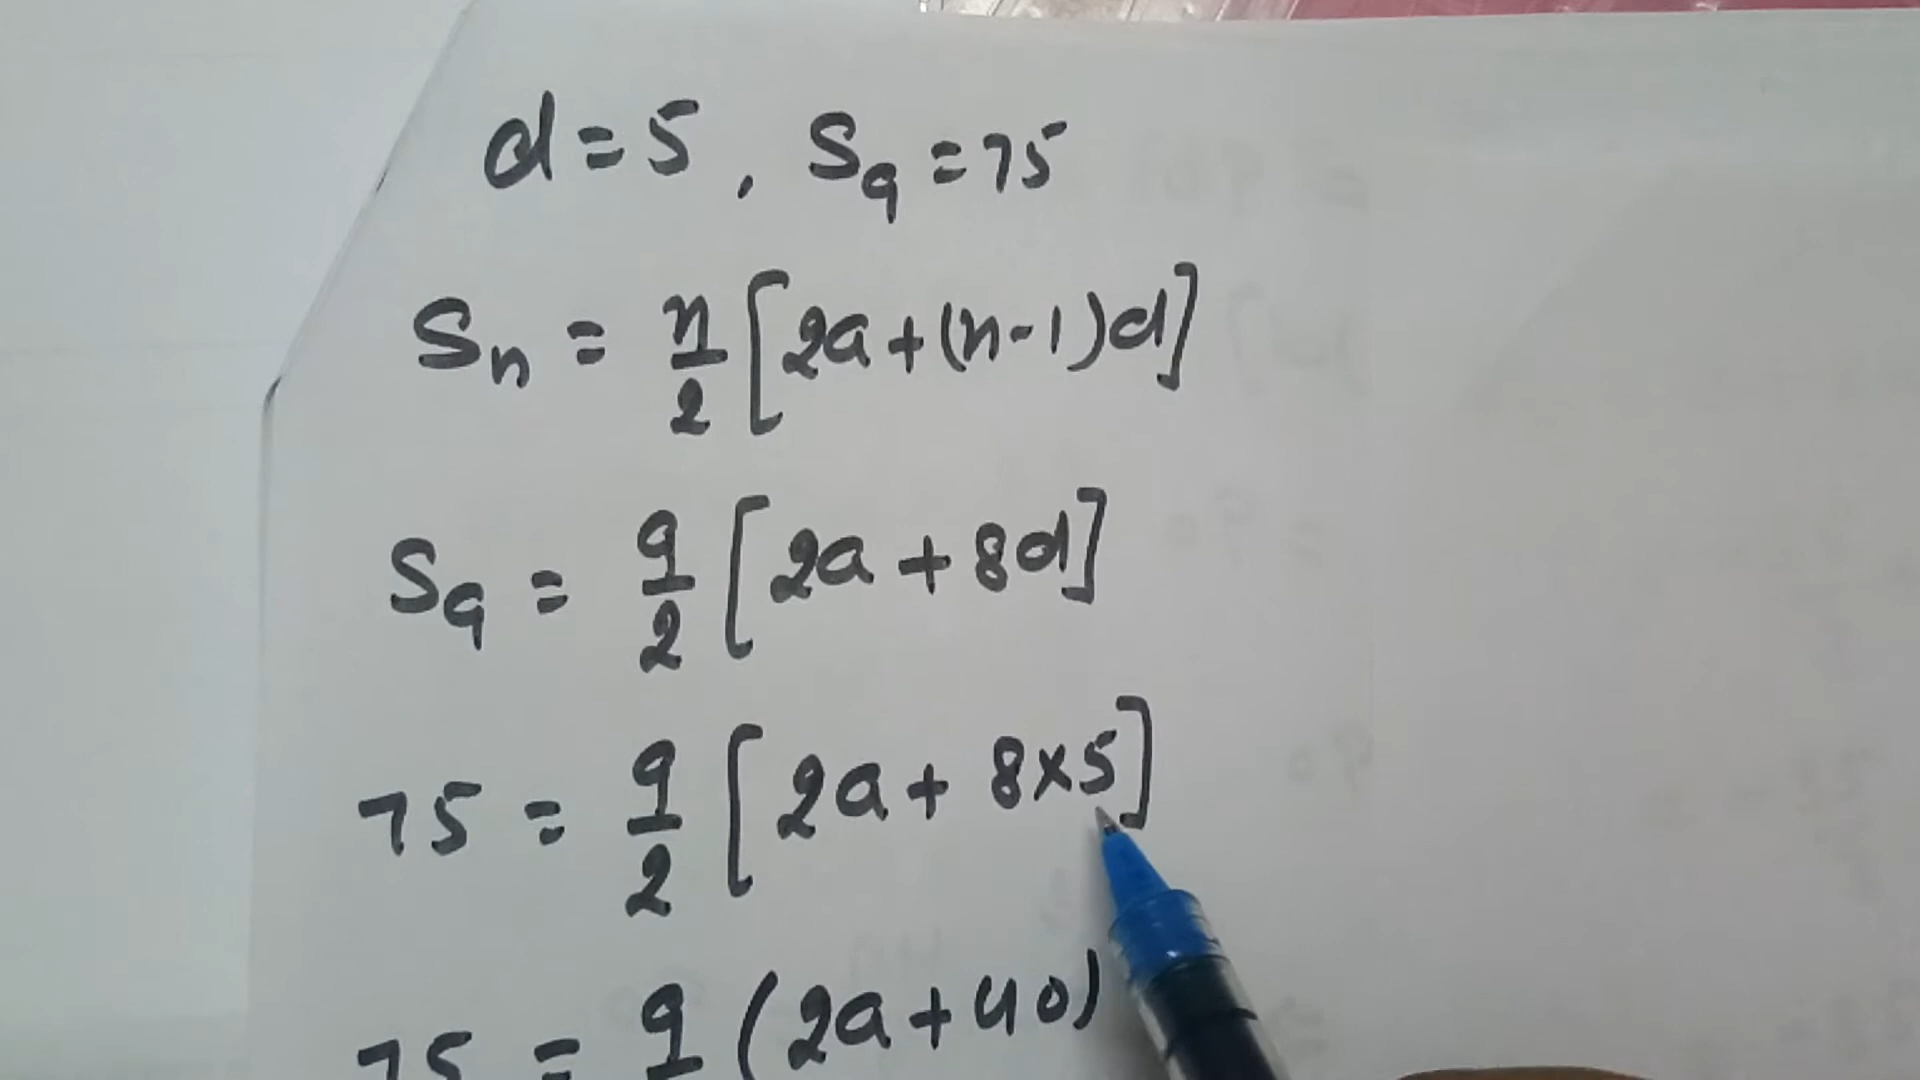 d = 5, S₉ = 75
Sₙ = n/2 [2a + (n-1)d]
S₉ = 9/2 [2a + 8d]
75 = 9/2 [2a + 8×5]
75 = 9 (2a + 40)